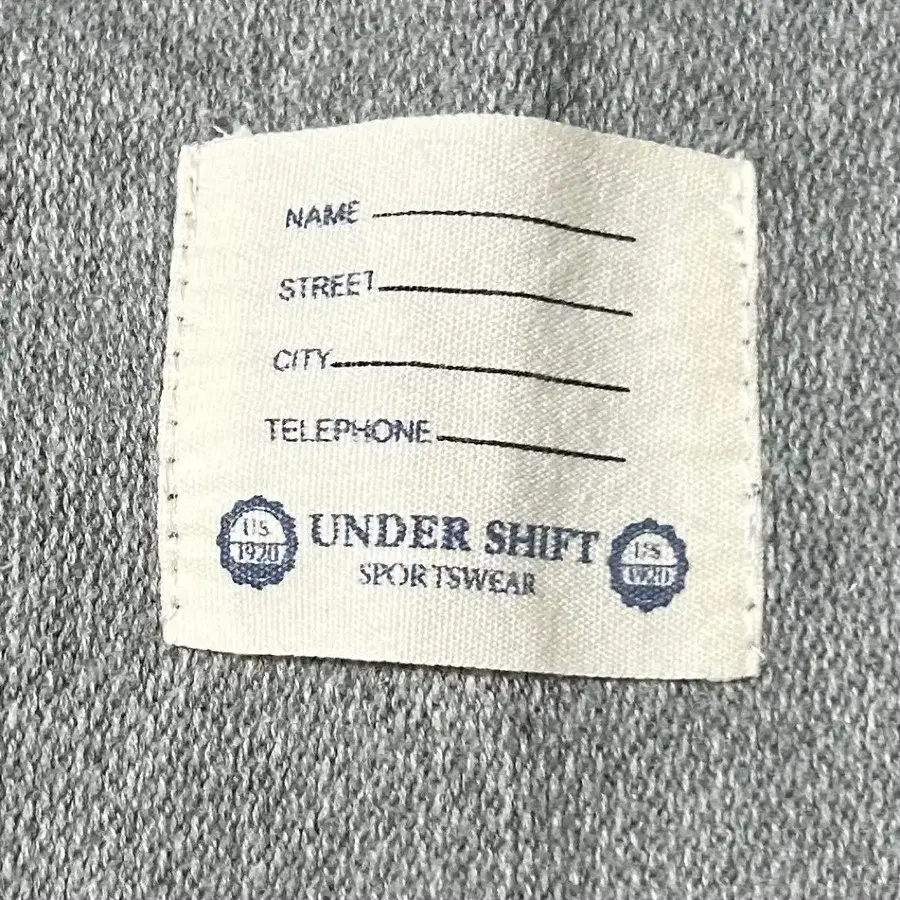 NAME
STREET
CITY
TELEPHONE
US 1920 UNDER SHIFT US 1920
SPORTSWEAR